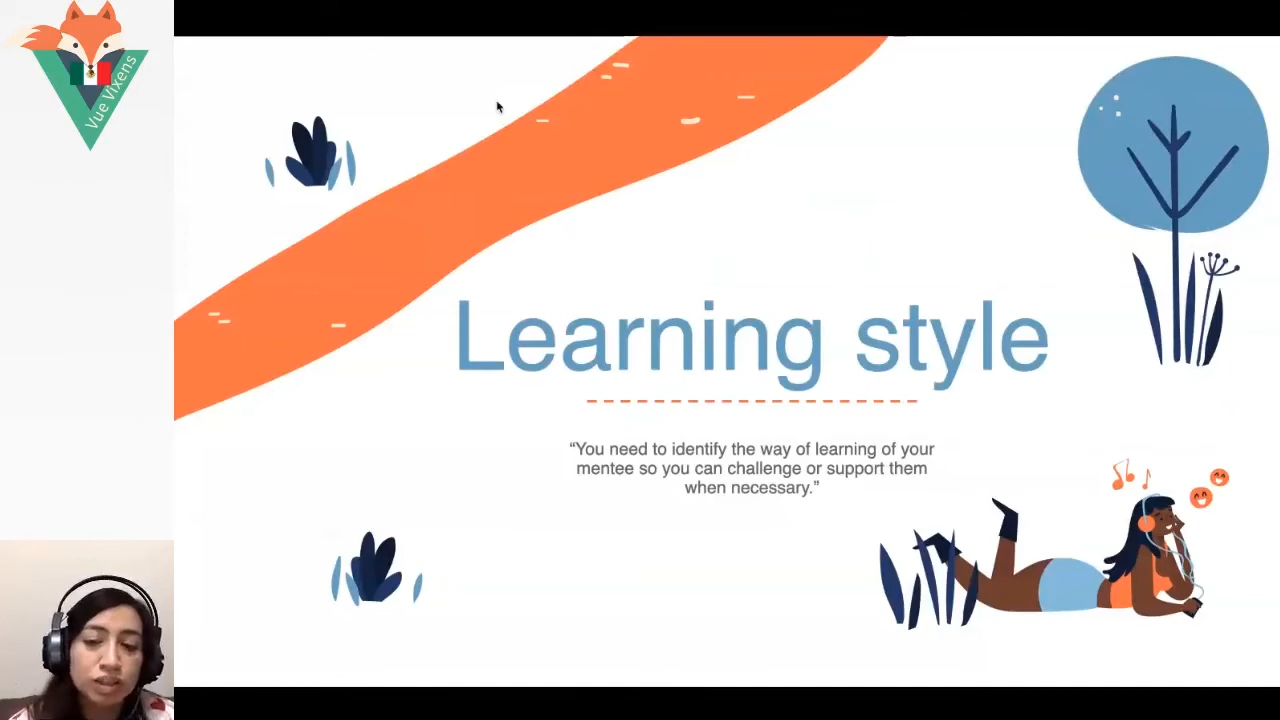 Vue Vixens
Learning style
“You need to identify the way of learning of your
mentee so you can challenge or support them
when necessary.”